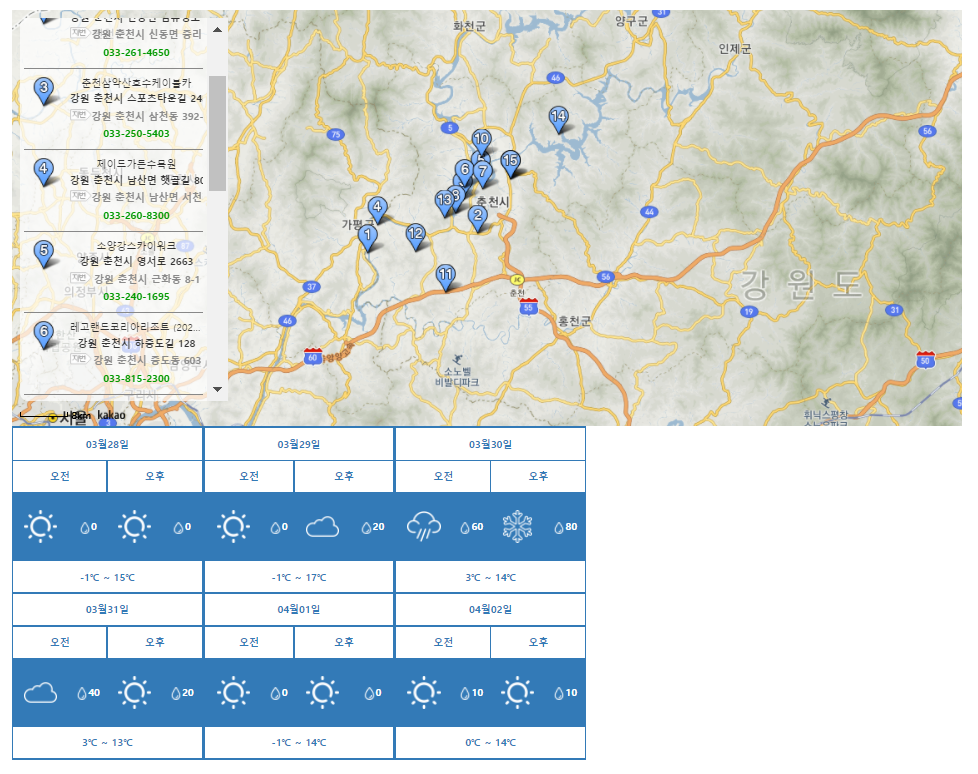 지번 강원 춘천시 신동면 증리
033-261-4650
3
춘천삼악산호수케이블카
강원 춘천시 스포츠타운길 24
지번 강원 춘천시 삼천동 392-
033-250-5403
4
제이드가든수목원
강원 춘천시 남산면 햇골길 80
지번 강원 춘천시 남산면 서천
033-260-8300
5
소양강스카이워크
강원 춘천시 영서로 2663
지번 강원 춘천시 근화동 8-1
033-240-1695
6
레고랜드코리아리조트 (202...
강원 춘천시 하중도길 128
지번 강원 춘천시 중도동 603
033-815-2300
kakao
화천군
양구군
31
인제군
46
14
5
75
10
56
15
6
7
13
8
춘천시
4
2
44
가평군
1
12
11
56
강원도
37
춘천
55
19
31
46
홍천군
60
50
소노벨
비발디파크
휘닉스평창
03월28일 03월29일 03월30일
오전 오후 오전 오후 오전 오후
0 0 0 20 60 80
-1℃ ~ 15℃ -1℃ ~ 17℃ 3℃ ~ 14℃
03월31일 04월01일 04월02일
오전 오후 오전 오후 오전 오후
40 20 0 0 10 10
3℃ ~ 13℃ -1℃ ~ 14℃ 0℃ ~ 14℃